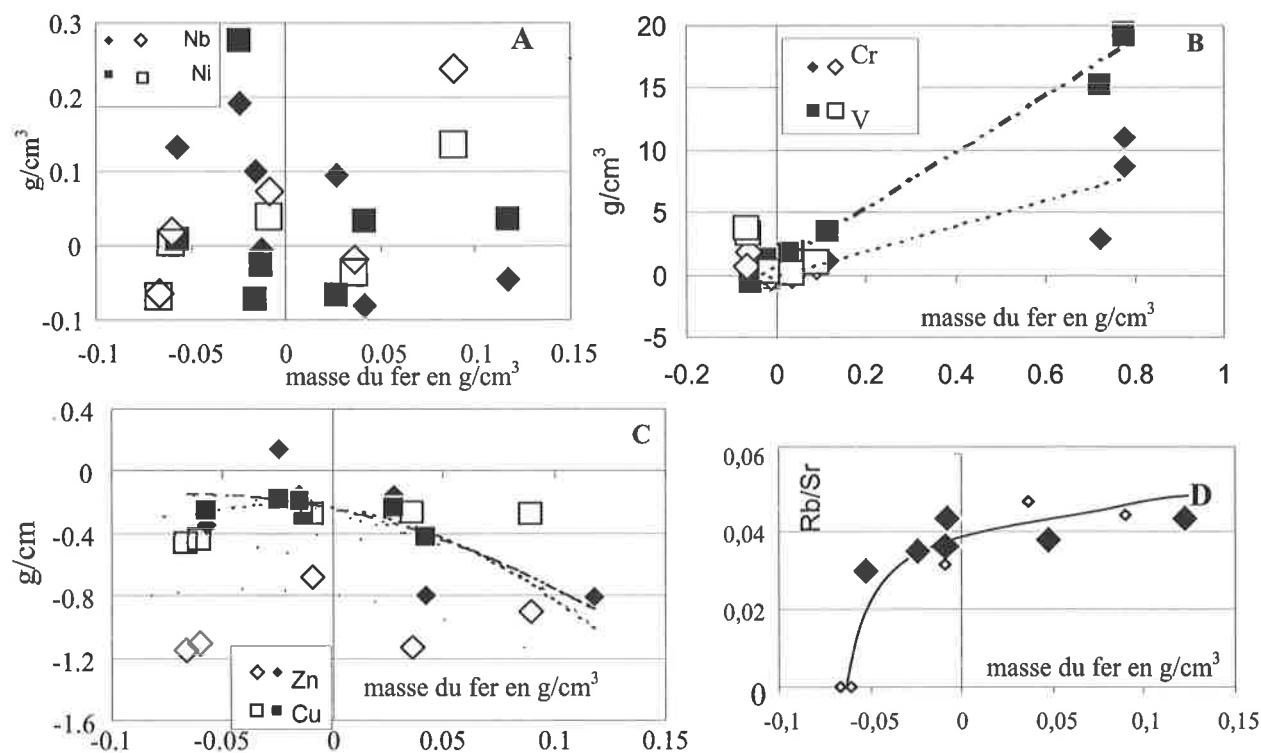 0.3
0.2
0.1
0
-0.1
g/cm³
Nb
Ni
A
-0.1
-0.05
0
0.05
0.1
0.15
masse du fer en g/cm³
20
15
10
5
0
-5
g/cm³
Cr
V
B
masse du fer en g/cm³
-0.2
0
0.2
0.4
0.6
0.8
1
0.4
0
-0.4
-0.8
-1.2
-1.6
g/cm
C
Zn
Cu
masse du fer en g/cm³
-0.1
-0.05
0
0.05
0.1
0.15
0,06
0,04
0,02
0
Rb/Sr
D
masse du fer en g/cm³
-0,1
-0,05
0
0,05
0,1
0,15